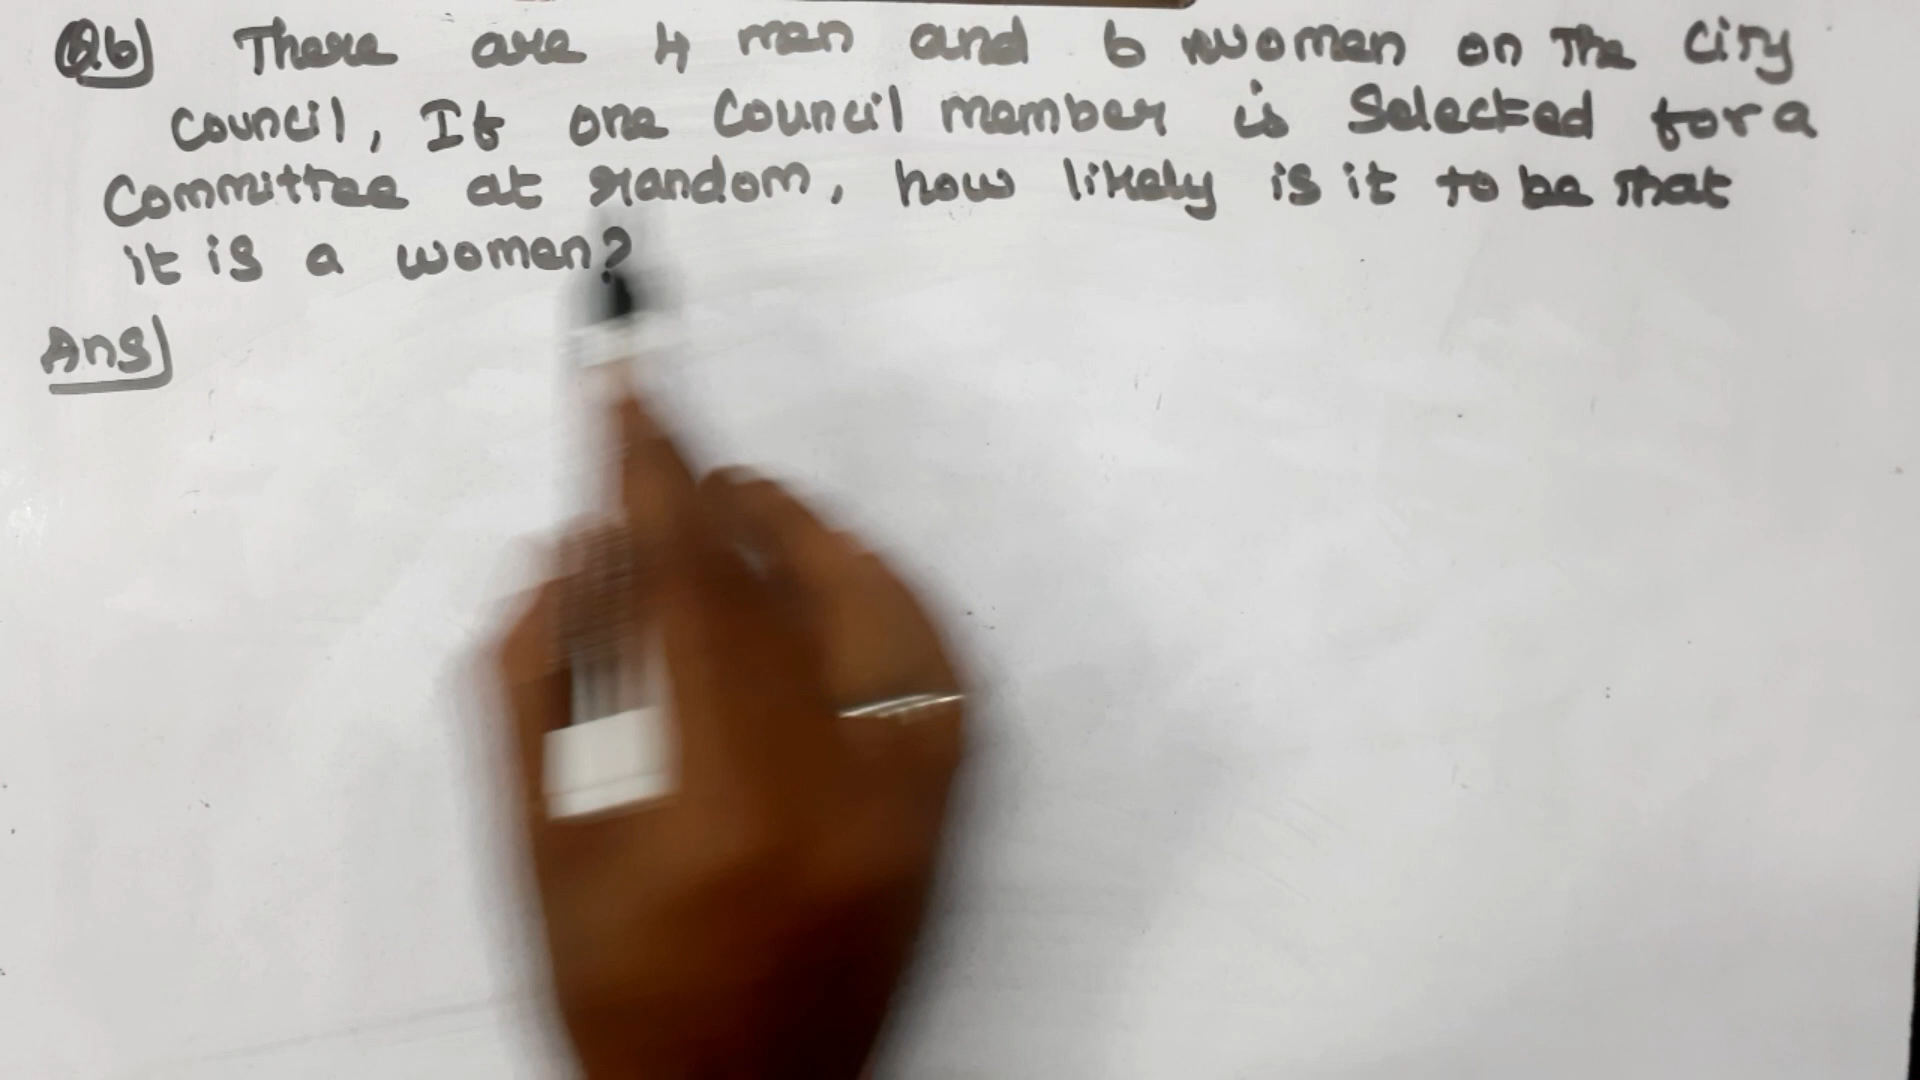 Q6) There are 4 men and 6 women on The City
Council, If one Council member is Selected for a
Committee at random, how likely is it to be that
it is a women?
Ans)